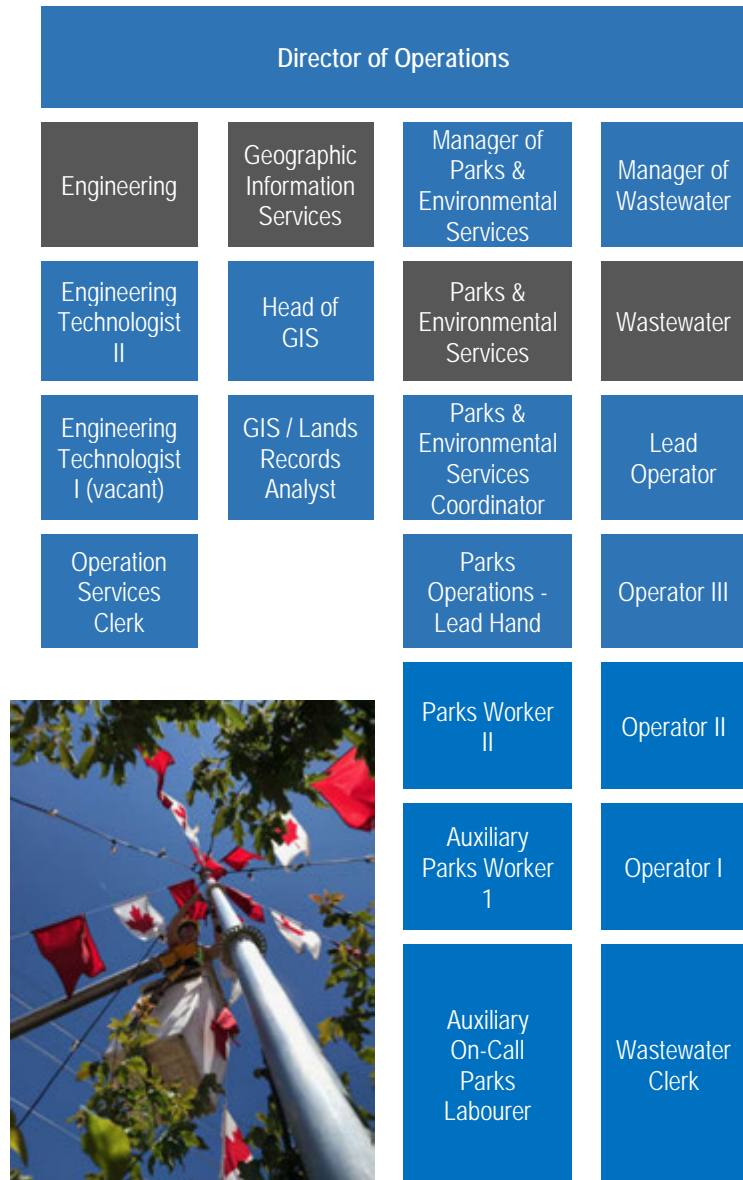 Director of Operations
Engineering
Geographic
Information
Services
Manager of
Parks &
Environmental
Services
Manager of
Wastewater
Engineering
Technologist
II
Head of
GIS
Parks &
Environmental
Services
Wastewater
Engineering
Technologist
I (vacant)
GIS / Lands
Records
Analyst
Parks &
Environmental
Services
Coordinator
Lead
Operator
Operation
Services
Clerk
Parks
Operations -
Lead Hand
Operator III
Parks Worker
II
Operator II
Auxiliary
Parks Worker
1
Operator I
Auxiliary
On-Call
Parks
Labourer
Wastewater
Clerk